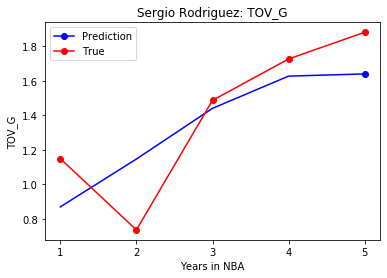 Sergio Rodriguez: TOV_G
Prediction
True
TOV_G
1.8
1.6
1.4
1.2
1.0
0.8
1 2 3 4 5
Years in NBA